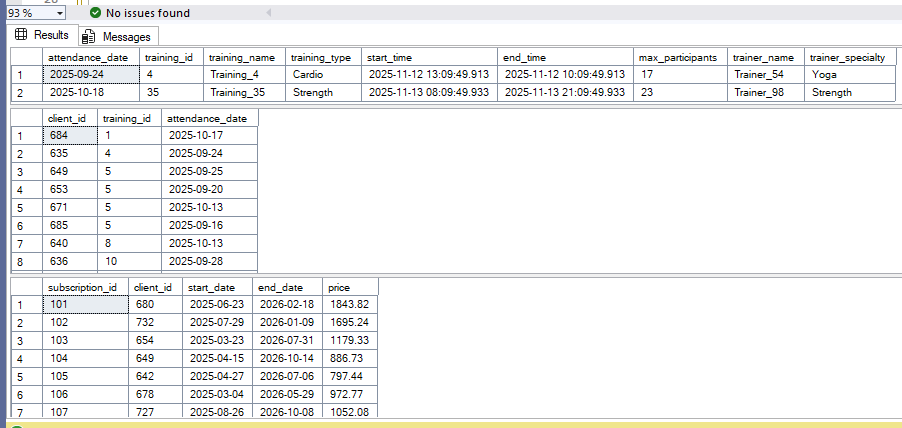 93 % No issues found
Results Messages
attendance_date training_id training_name training_type start_time end_time max_participants trainer_name trainer_specialty
1 2025-09-24 4 Training_4 Cardio 2025-11-12 13:09:49.913 2025-11-12 10:09:49.913 17 Trainer_54 Yoga
2 2025-10-18 35 Training_35 Strength 2025-11-13 08:09:49.933 2025-11-13 21:09:49.933 23 Trainer_98 Strength
client_id training_id attendance_date
1 684 1 2025-10-17
2 635 4 2025-09-24
3 649 5 2025-09-25
4 653 5 2025-09-20
5 671 5 2025-10-13
6 685 5 2025-09-16
7 640 8 2025-10-13
8 636 10 2025-09-28
subscription_id client_id start_date end_date price
1 101 680 2025-06-23 2026-02-18 1843.82
2 102 732 2025-07-29 2026-01-09 1695.24
3 103 654 2025-03-23 2026-07-31 1179.33
4 104 649 2025-04-15 2026-10-14 886.73
5 105 642 2025-04-27 2026-07-06 797.44
6 106 678 2025-03-04 2026-05-29 972.77
7 107 727 2025-08-26 2026-10-08 1052.08